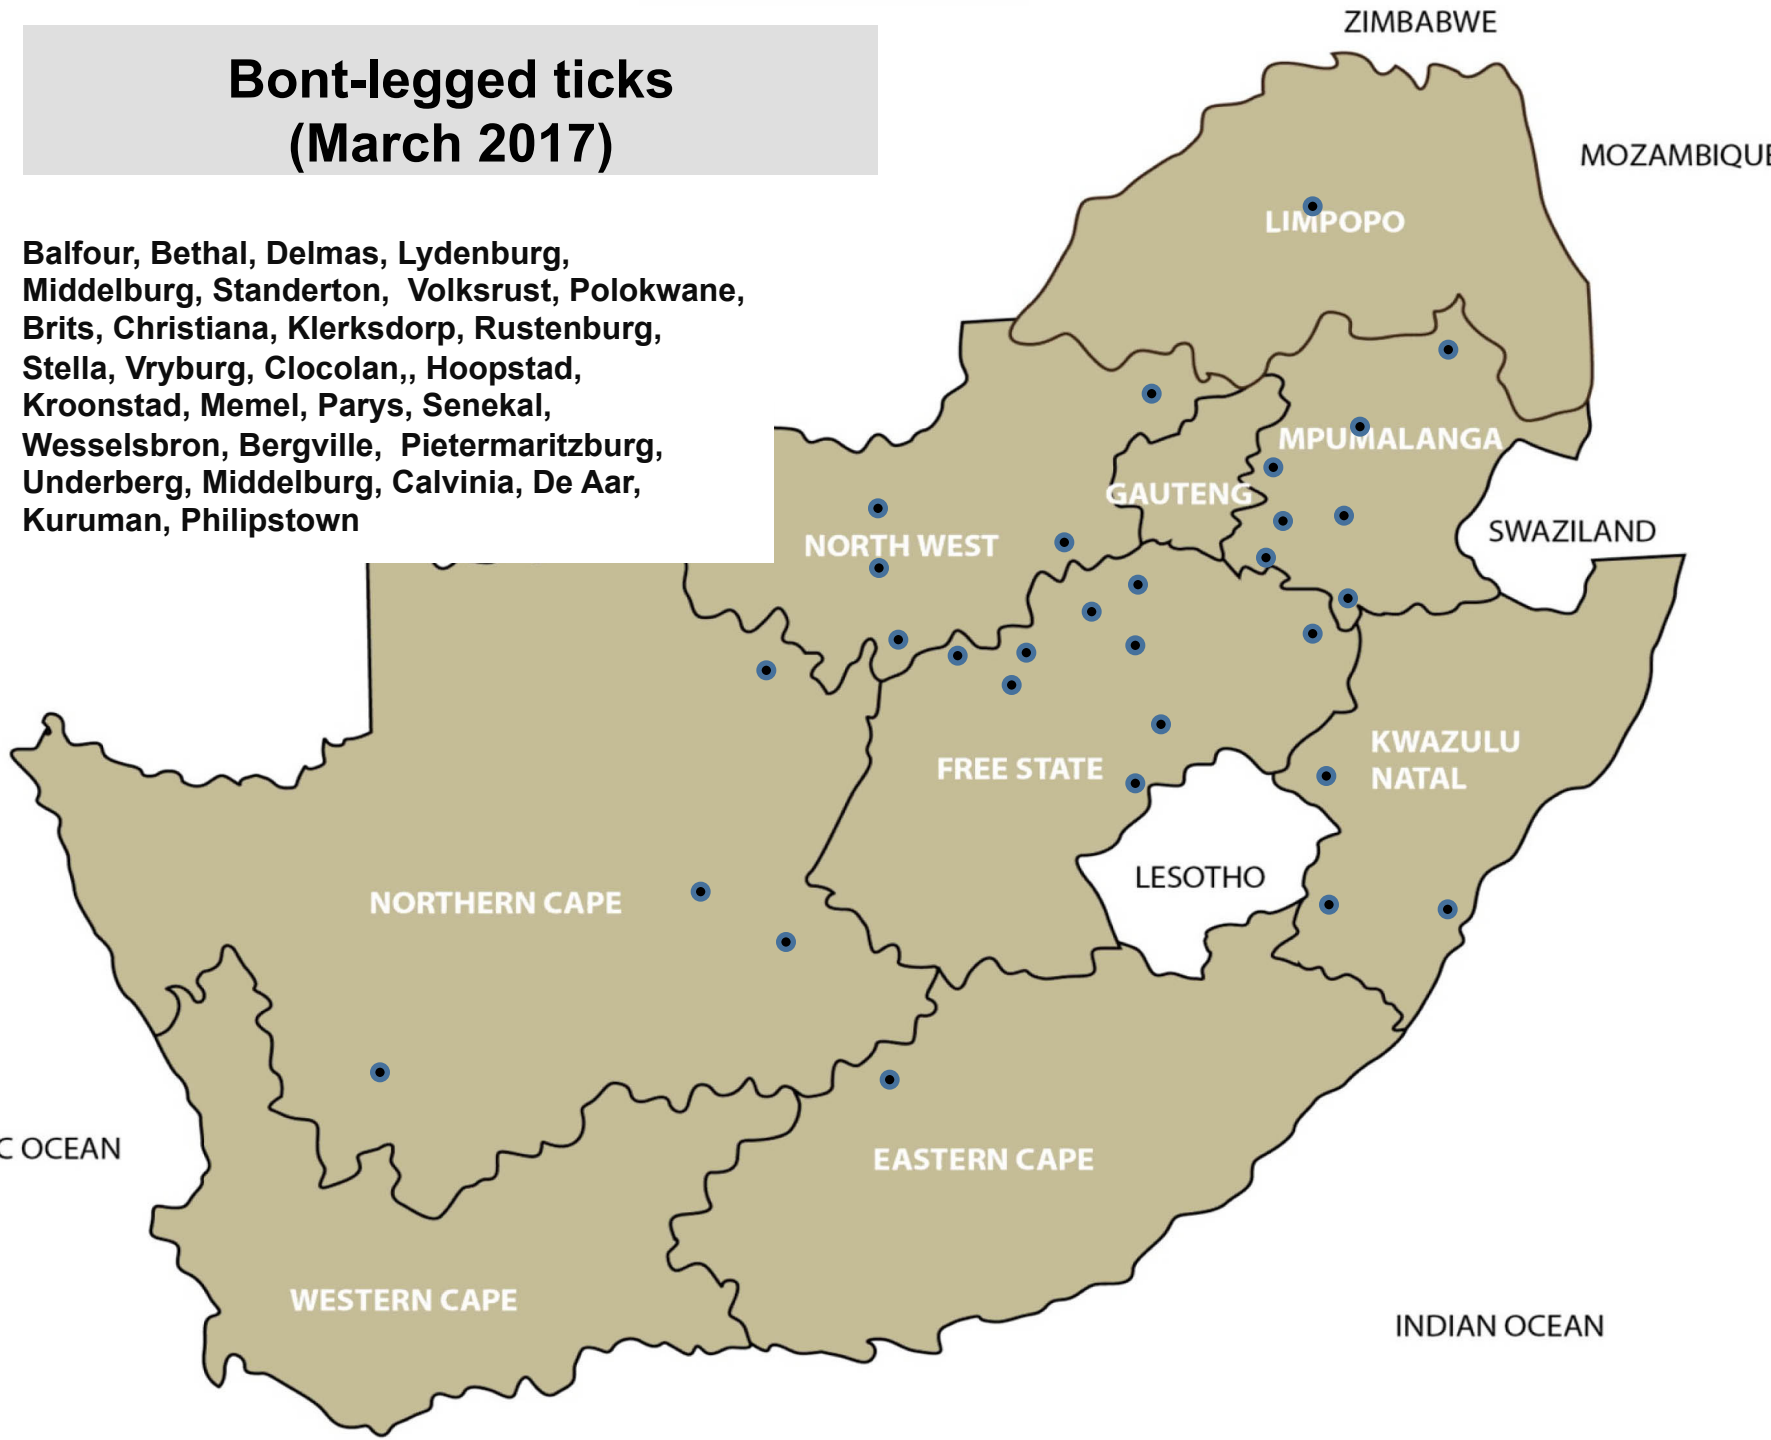 Bont-legged ticks
(March 2017)
Balfour, Bethal, Delmas, Lydenburg,
Middelburg, Standerton,  Volksrust, Polokwane,
Brits, Christiana, Klerksdorp, Rustenburg,
Stella, Vryburg, Clocolan,, Hoopstad,
Kroonstad, Memel, Parys, Senekal,
Wesselsbron, Bergville,  Pietermaritzburg,
Underberg, Middelburg, Calvinia, De Aar,
Kuruman, Philipstown
ZIMBABWE
MOZAMBIQUE
LIMPOPO
MPUMALANGA
GAUTENG
SWAZILAND
NORTH WEST
KWAZULU
NATAL
FREE STATE
LESOTHO
NORTHERN CAPE
C OCEAN
EASTERN CAPE
WESTERN CAPE
INDIAN OCEAN